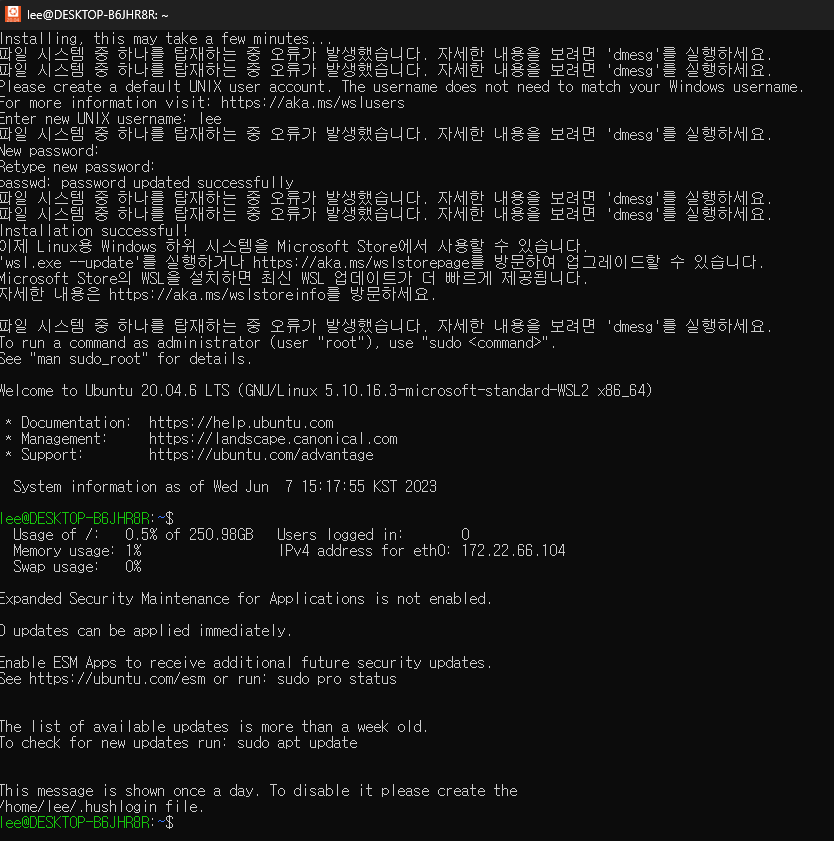 lee@DESKTOP-B6JHR8R: ~
Installing, this may take a few minutes...
파일 시스템 중 하나를 탑재하는 중 오류가 발생했습니다. 자세한 내용을 보려면 'dmesg'를 실행하세요.
파일 시스템 중 하나를 탑재하는 중 오류가 발생했습니다. 자세한 내용을 보려면 'dmesg'를 실행하세요.
Please create a default UNIX user account. The username does not need to match your Windows username.
For more information visit: https://aka.ms/wslusers
Enter new UNIX username: lee
파일 시스템 중 하나를 탑재하는 중 오류가 발생했습니다. 자세한 내용을 보려면 'dmesg'를 실행하세요.
New password:
Retype new password:
passwd: password updated successfully
파일 시스템 중 하나를 탑재하는 중 오류가 발생했습니다. 자세한 내용을 보려면 'dmesg'를 실행하세요.
파일 시스템 중 하나를 탑재하는 중 오류가 발생했습니다. 자세한 내용을 보려면 'dmesg'를 실행하세요.
Installation successful!
이제 Linux용 Windows 하위 시스템을 Microsoft Store에서 사용할 수 있습니다.
'wsl.exe --update'를 실행하거나 https://aka.ms/wslstorepage를 방문하여 업그레이드할 수 있습니다.
Microsoft Store의 WSL을 설치하면 최신 WSL 업데이트가 더 빠르게 제공됩니다.
자세한 내용은 https://aka.ms/wslstoreinfo를 방문하세요.
파일 시스템 중 하나를 탑재하는 중 오류가 발생했습니다. 자세한 내용을 보려면 'dmesg'를 실행하세요.
To run a command as administrator (user "root"), use "sudo <command>".
See "man sudo_root" for details.
Welcome to Ubuntu 20.04.6 LTS (GNU/Linux 5.10.16.3-microsoft-standard-WSL2 x86_64)
* Documentation:  https://help.ubuntu.com
* Management:     https://landscape.canonical.com
* Support:        https://ubuntu.com/advantage
System information as of Wed Jun  7 15:17:55 KST 2023
lee@DESKTOP-B6JHR8R:~$
Usage of /:   0.5% of 250.98GB   Users logged in:       0
Memory usage: 1%                 IPv4 address for eth0: 172.22.66.104
Swap usage:   0%
Expanded Security Maintenance for Applications is not enabled.
0 updates can be applied immediately.
Enable ESM Apps to receive additional future security updates.
See https://ubuntu.com/esm or run: sudo pro status
The list of available updates is more than a week old.
To check for new updates run: sudo apt update
This message is shown once a day. To disable it please create the
/home/lee/.hushlogin file.
lee@DESKTOP-B6JHR8R:~$